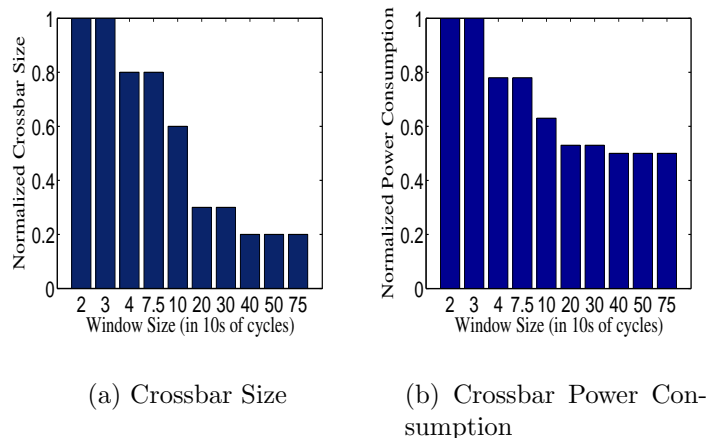 Normalized Crossbar Size
1
0.8
0.6
0.4
0.2
0
2 3 4 7.5 10 20 30 40 50 75
Window Size (in 10s of cycles)
(a) Crossbar Size
Normalized Power Consumption
1
0.8
0.6
0.4
0.2
0
2 3 4 7.5 10 20 30 40 50 75
Window Size (in 10s of cycles)
(b) Crossbar Power Con-
sumption